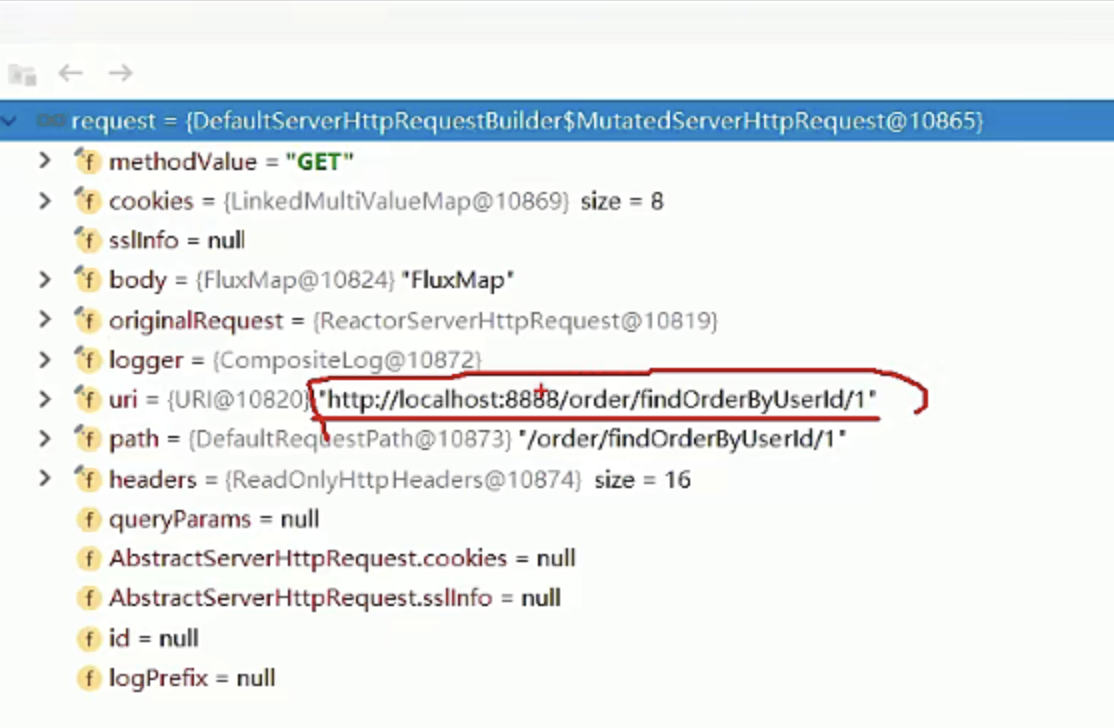 request = {DefaultServerHttpRequestBuilder$MutatedServerHttpRequest@10865}
f methodValue = "GET"
f cookies = {LinkedMultiValueMap@10869} size = 8
f sslInfo = null
f body = {FluxMap@10824} "FluxMap"
f originalRequest = {ReactorServerHttpRequest@10819}
f logger = {CompositeLog@10872}
f uri = {URI@10820} "http://localhost:8888/order/findOrderByUserId/1"
f path = {DefaultRequestPath@10873} "/order/findOrderByUserId/1"
f headers = {ReadOnlyHttpHeaders@10874} size = 16
f queryParams = null
f AbstractServerHttpRequest.cookies = null
f AbstractServerHttpRequest.sslInfo = null
f id = null
f logPrefix = null